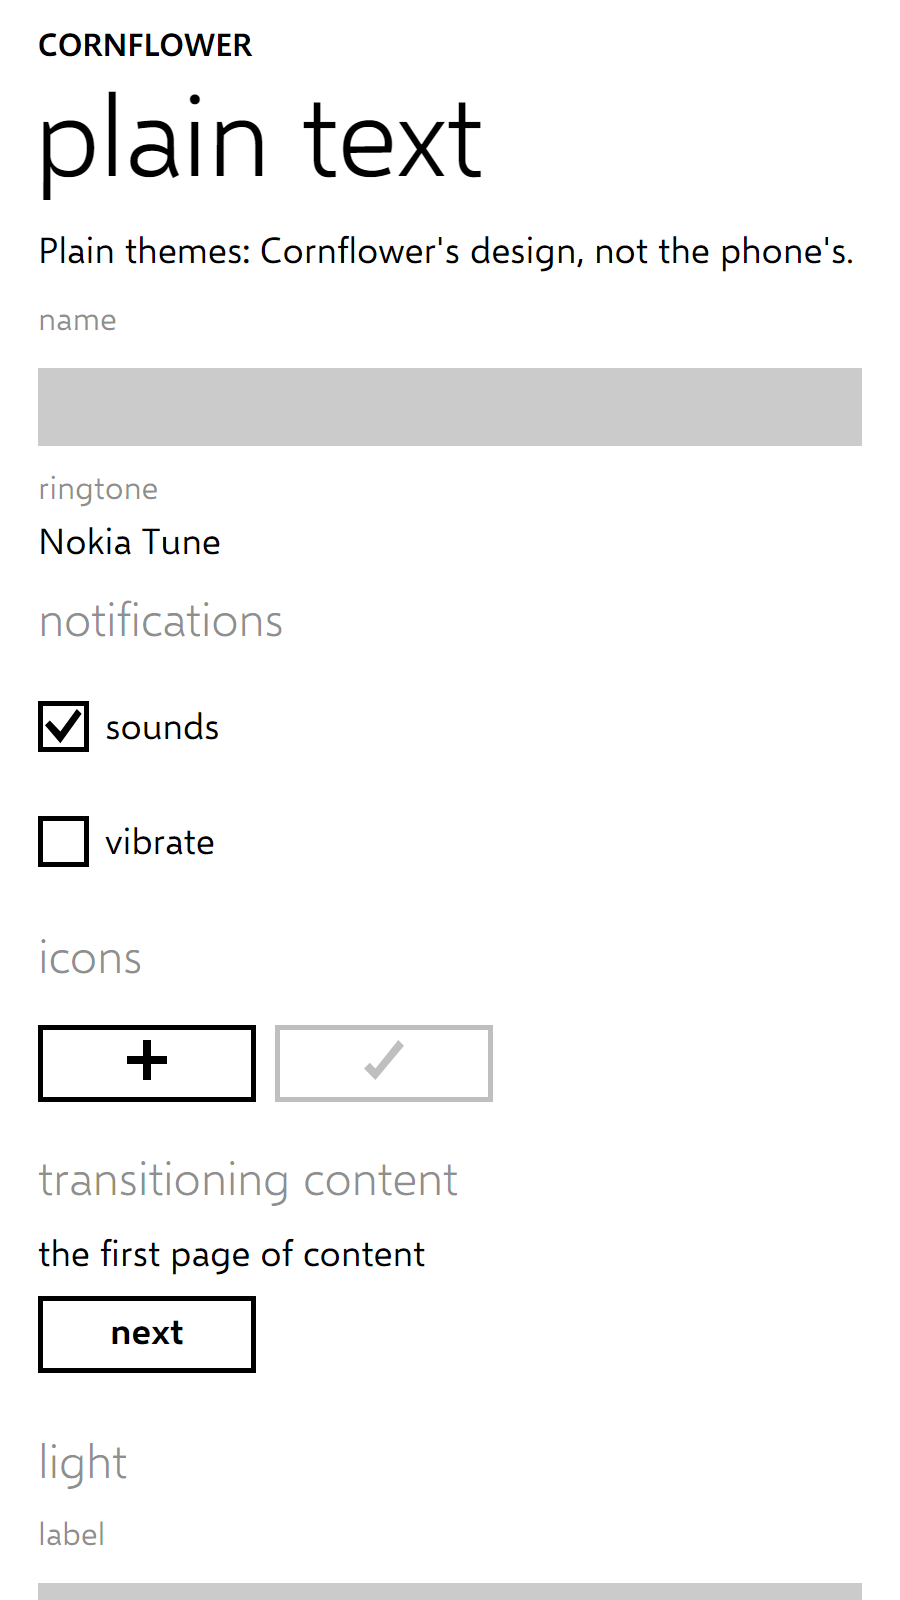 CORNFLOWER
plain text
Plain themes: Cornflower's design, not the phone's.
name
ringtone
Nokia Tune
notifications
sounds
vibrate
icons
transitioning content
the first page of content
next
light
label